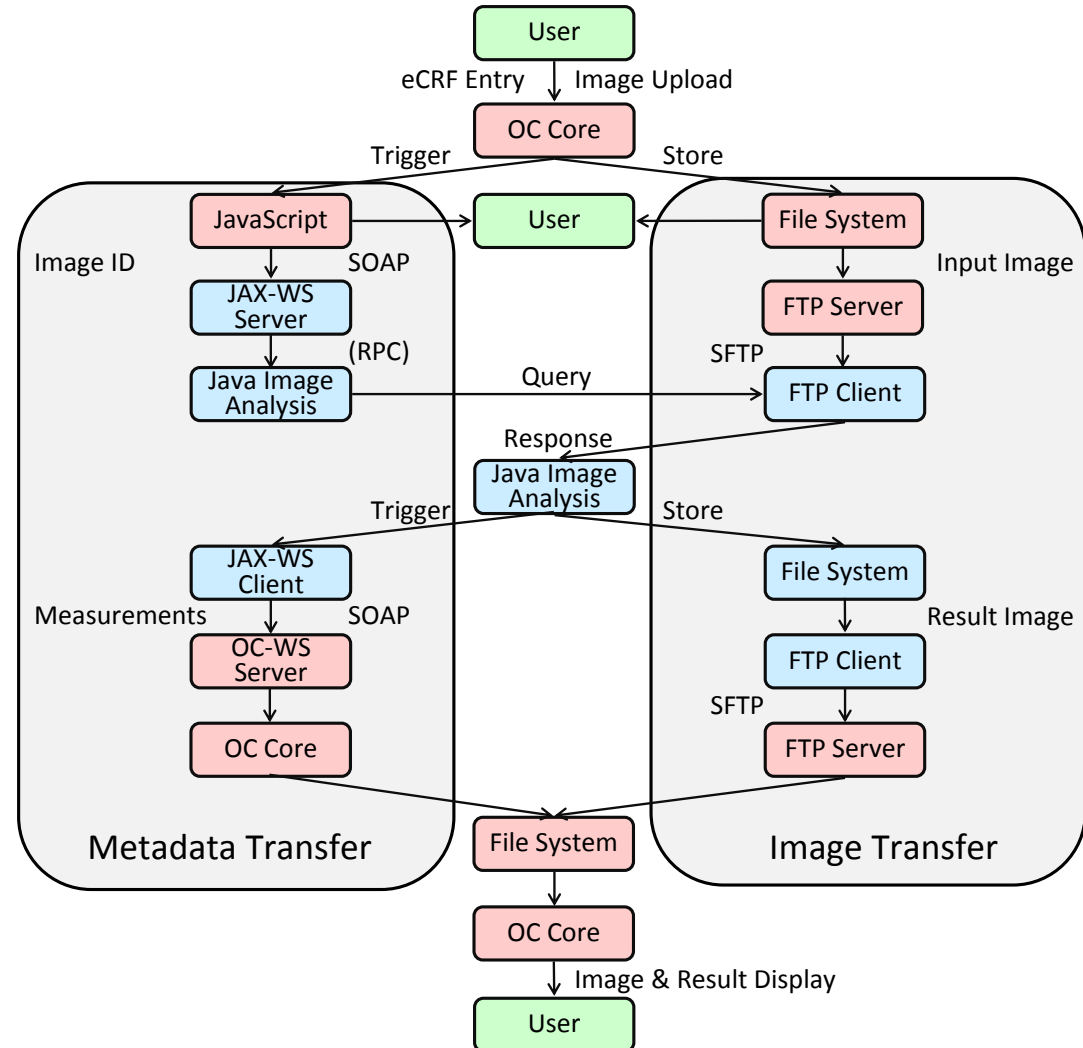 User
eCRF Entry
Image Upload
OC Core
Trigger
Store
JavaScript
User
File System
Image ID
SOAP
Input Image
JAX-WS
Server
FTP Server
(RPC)
SFTP
Java Image
Analysis
Query
FTP Client
Response
Java Image
Analysis
Trigger
Store
JAX-WS
Client
File System
Measurements
SOAP
Result Image
OC-WS
Server
FTP Client
SFTP
OC Core
FTP Server
Metadata Transfer
File System
Image Transfer
OC Core
Image & Result Display
User